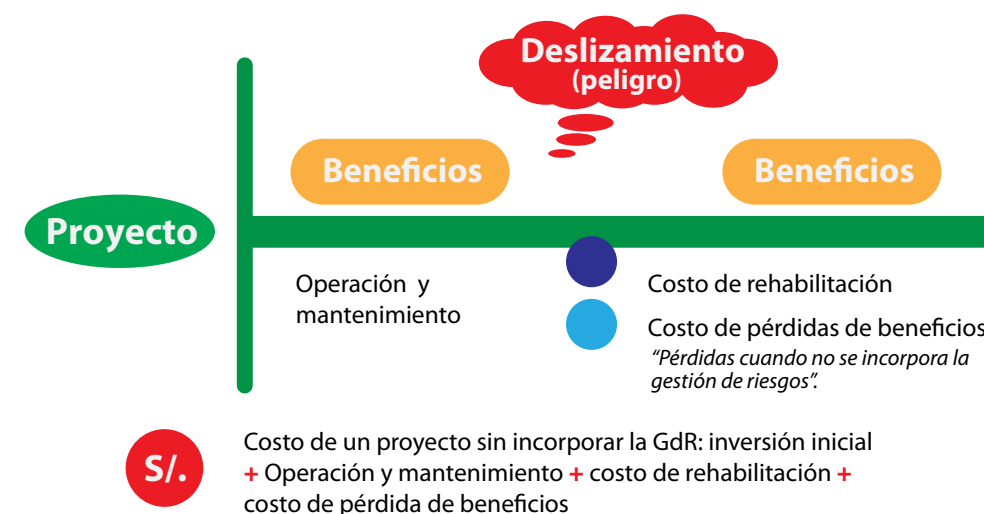 Deslizamiento
(peligro)
Beneficios
Beneficios
Proyecto
Operación y
mantenimiento
Costo de rehabilitación
Costo de pérdidas de beneficios
“Pérdidas cuando no se incorpora la
gestión de riesgos”.
S/.
Costo de un proyecto sin incorporar la GdR: inversión inicial
+ Operación y mantenimiento + costo de rehabilitación +
costo de pérdida de beneficios